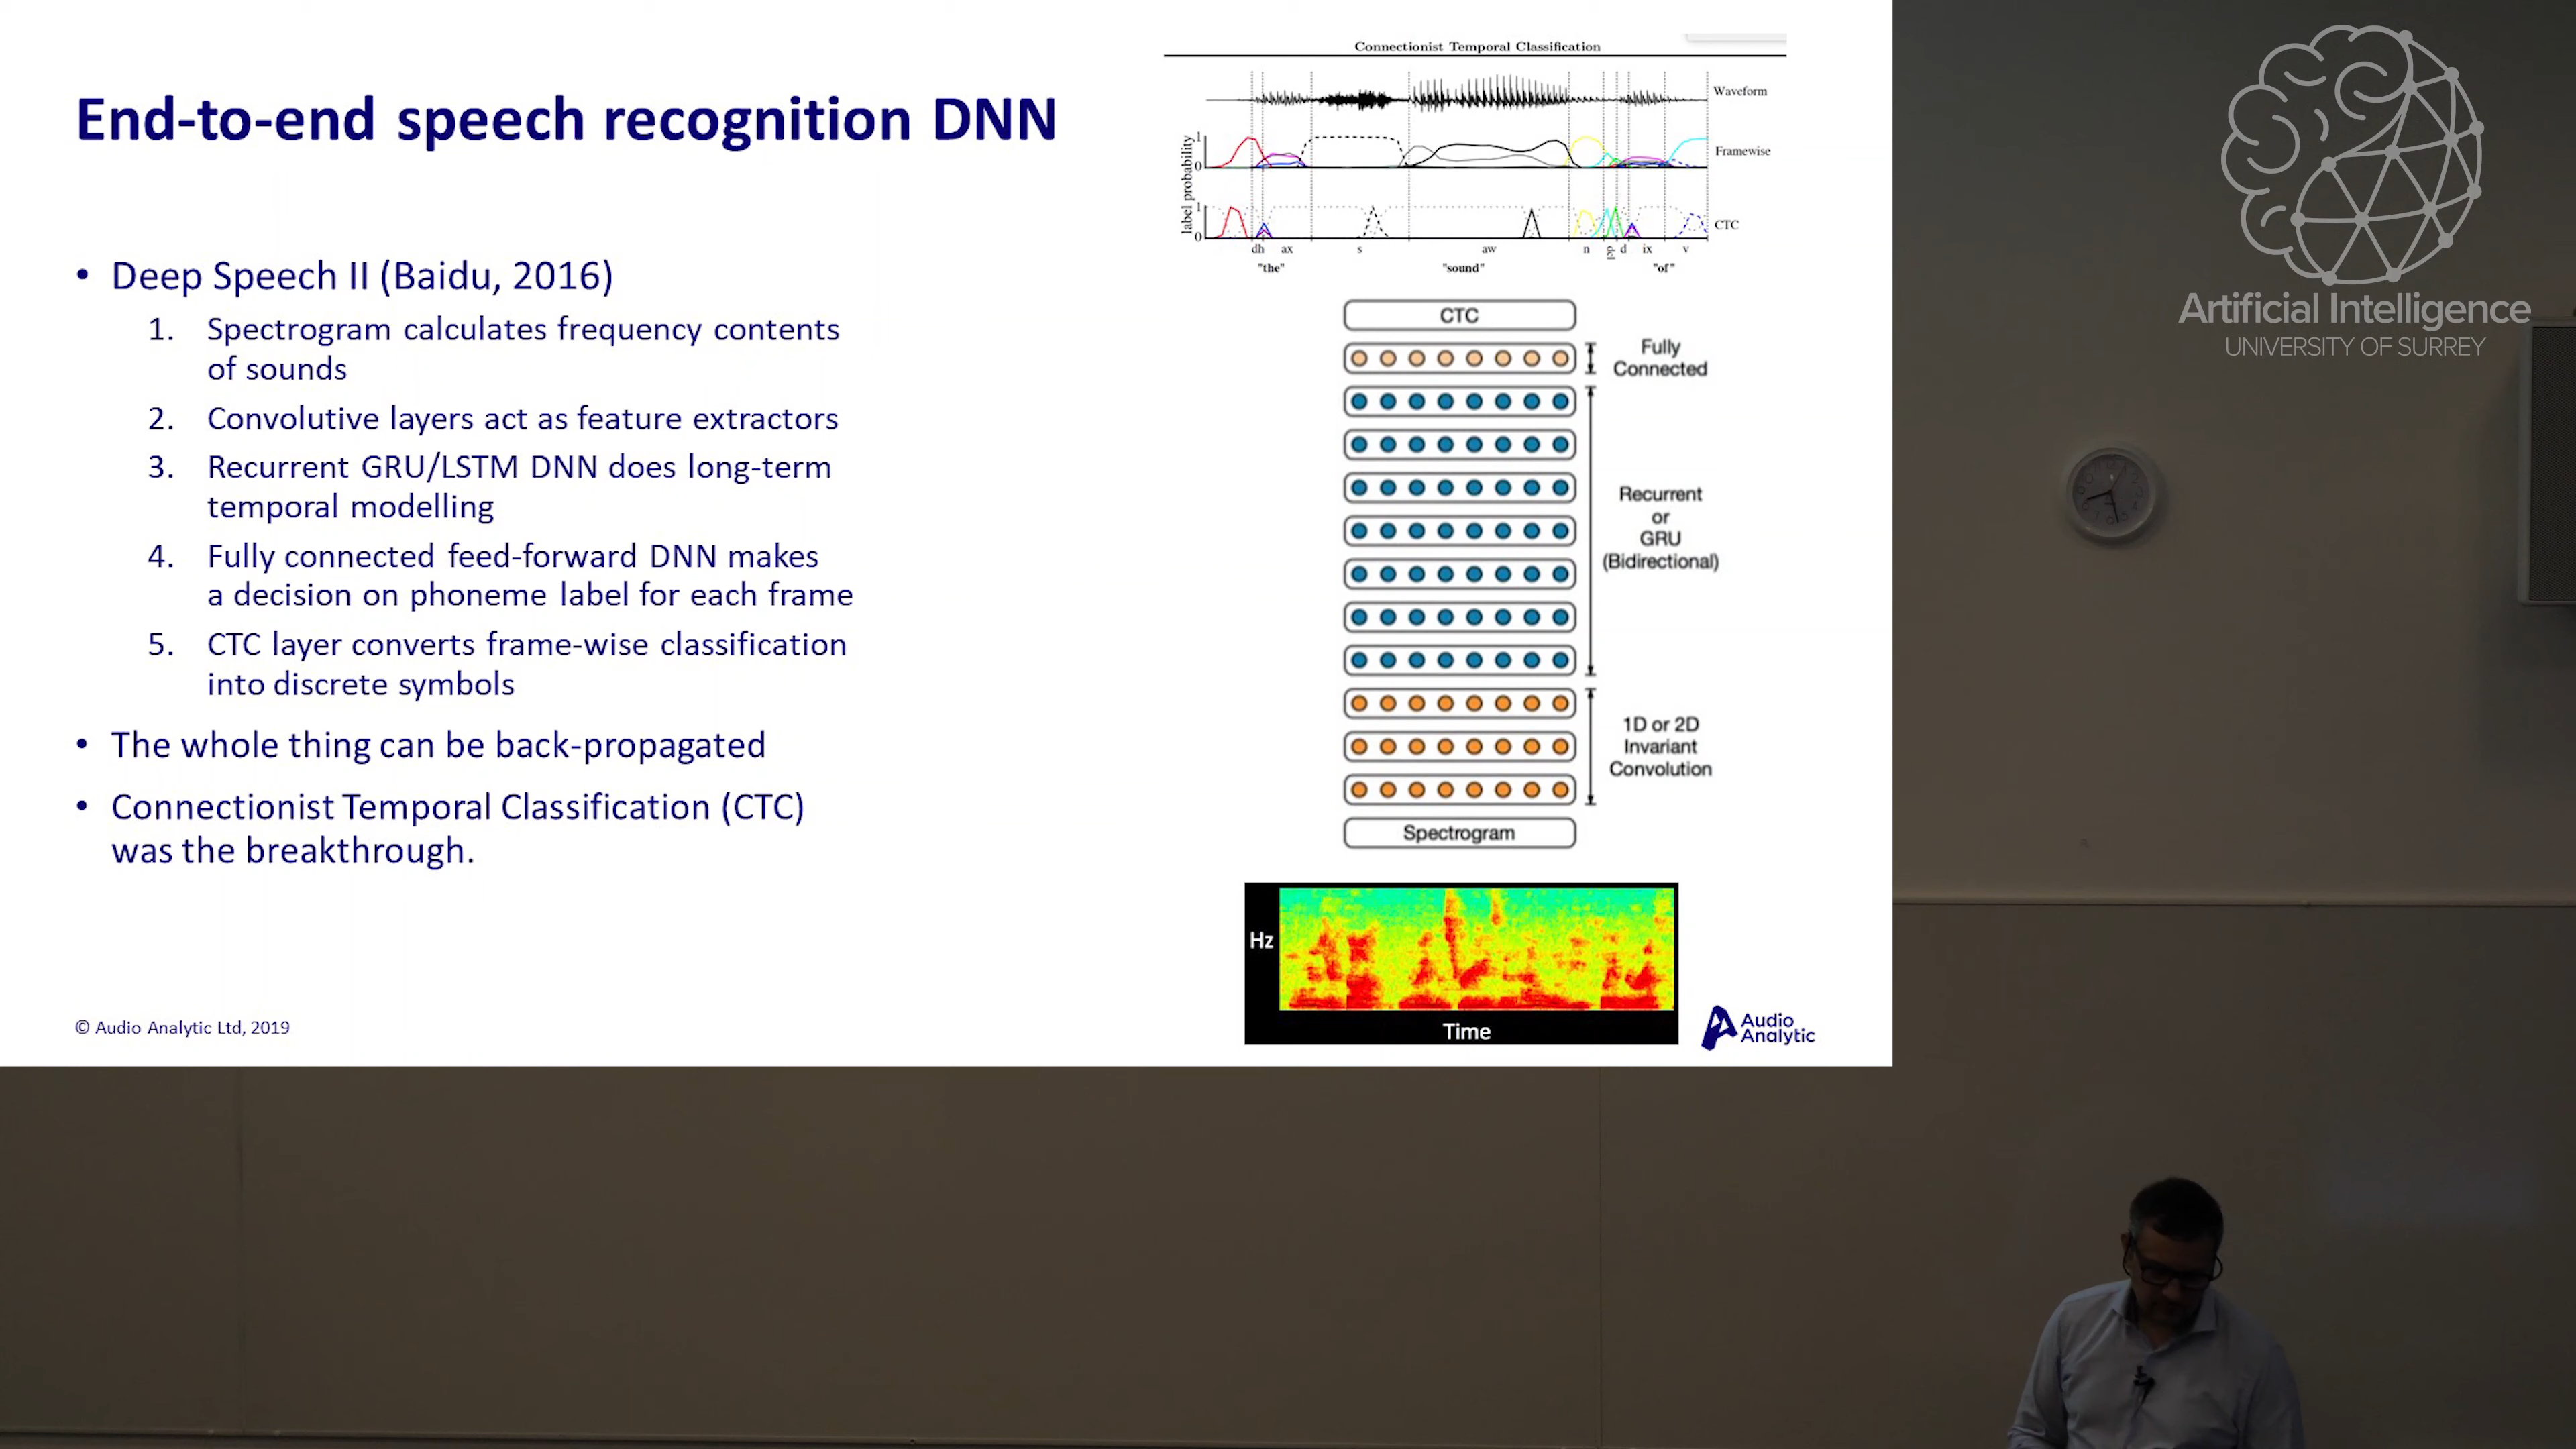 End-to-end speech recognition DNN
• Deep Speech II (Baidu, 2016)
1. Spectrogram calculates frequency contents
of sounds
2. Convolutive layers act as feature extractors
3. Recurrent GRU/LSTM DNN does long-term
temporal modelling
4. Fully connected feed-forward DNN makes
a decision on phoneme label for each frame
5. CTC layer converts frame-wise classification
into discrete symbols
• The whole thing can be back-propagated
• Connectionist Temporal Classification (CTC)
was the breakthrough.
© Audio Analytic Ltd, 2019
Connectionist Temporal Classification
Waveform
label probability
1
0
Framewise
1
0
CTC
dh ax s aw n dcl d ix v
"the" "sound" "of"
CTC
Fully
Connected
Recurrent
or
GRU
(Bidirectional)
1D or 2D
Invariant
Convolution
Spectrogram
Hz
Time
Audio
Analytic
Artificial Intelligence
UNIVERSITY OF SURREY